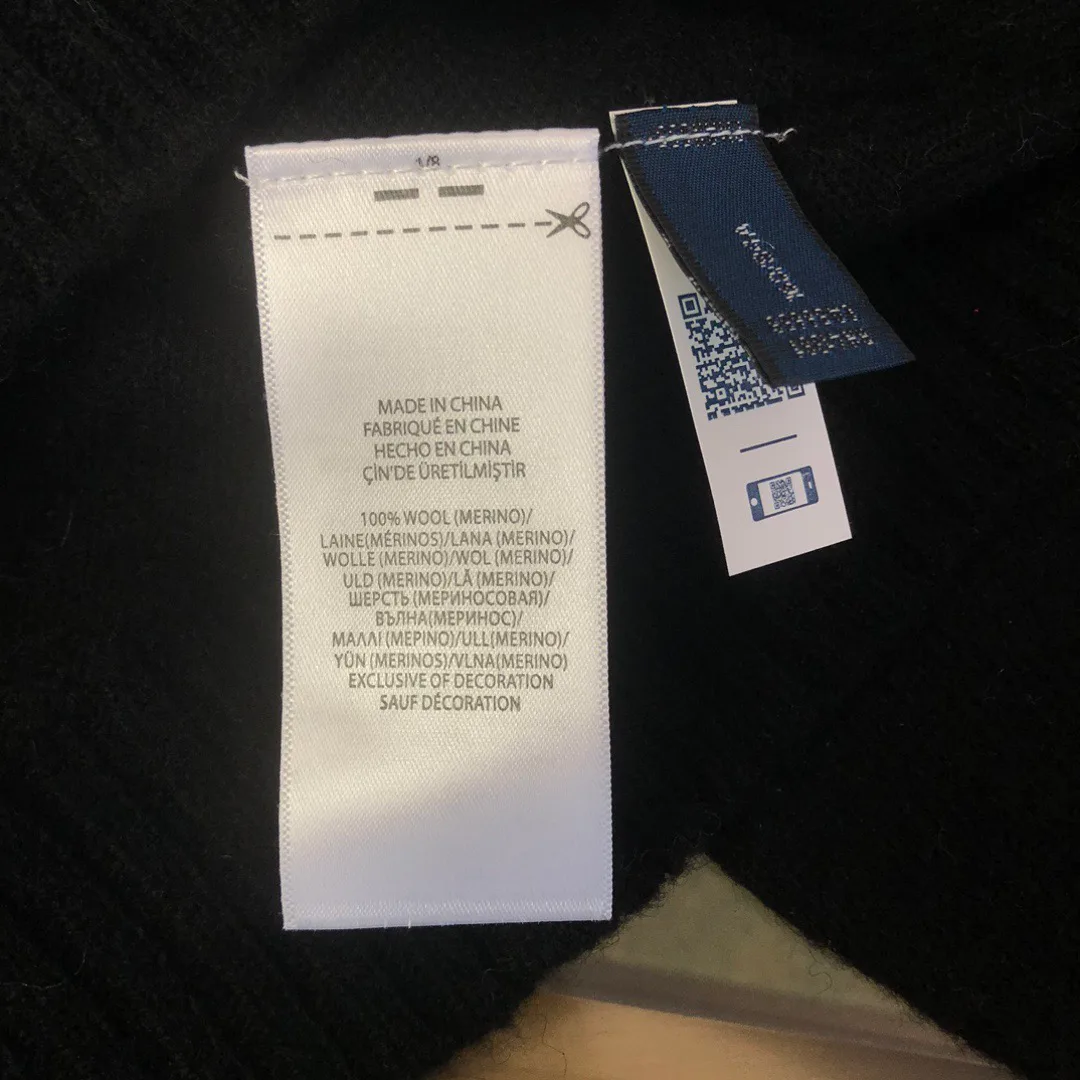 1/8
MADE IN CHINA
FABRIQUÉ EN CHINE
HECHO EN CHINA
ÇİN'DE ÜRETİLMİŞTİR
100% WOOL (MERINO)/
LAINE(MÉRINOS)/LANA (MERINO)/
WOLLE (MERINO)/WOL (MERINO)/
ULD (MERINO)/LÃ (MERINO)/
ШЕРСТЬ (МЕРИНОСОВАЯ)/
ВЪЛНА(МЕРИНОС)/
ΜΑΛΛΙ (ΜΕΡΙΝΟ)/ULL(MERINO)/
YÜN (MERINOS)/VLNA(MERINO)
EXCLUSIVE OF DECORATION
SAUF DÉCORATION